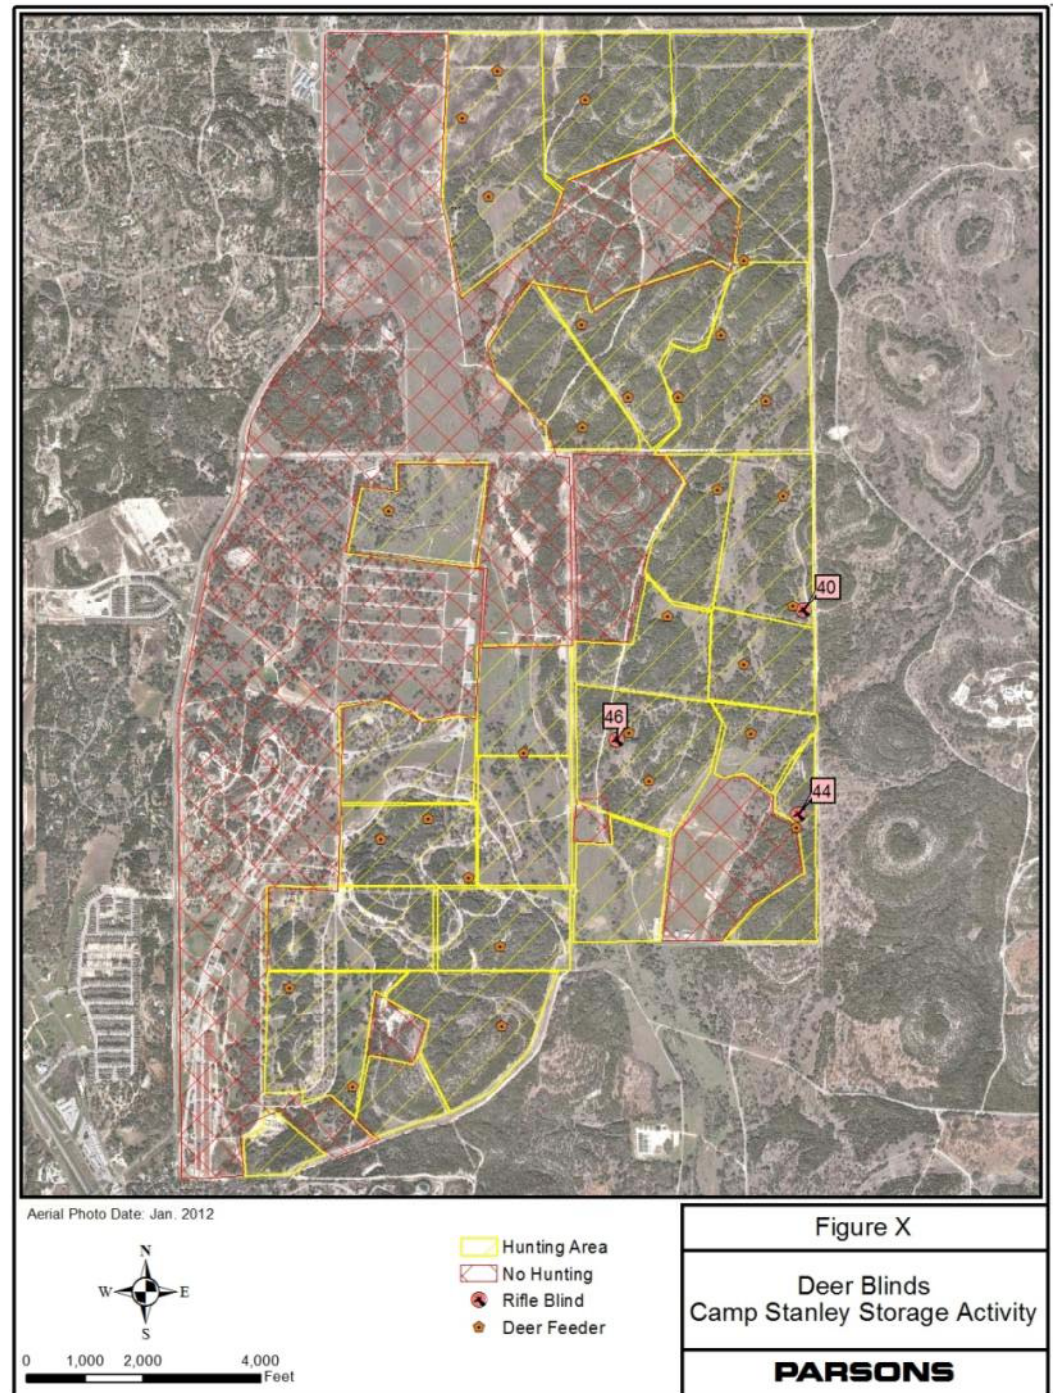 40
46
44
Aerial Photo Date: Jan. 2012
N
W E
S
0 1,000 2,000 4,000
Feet
Hunting Area
No Hunting
Rifle Blind
Deer Feeder
Figure X
Deer Blinds
Camp Stanley Storage Activity
PARSONS